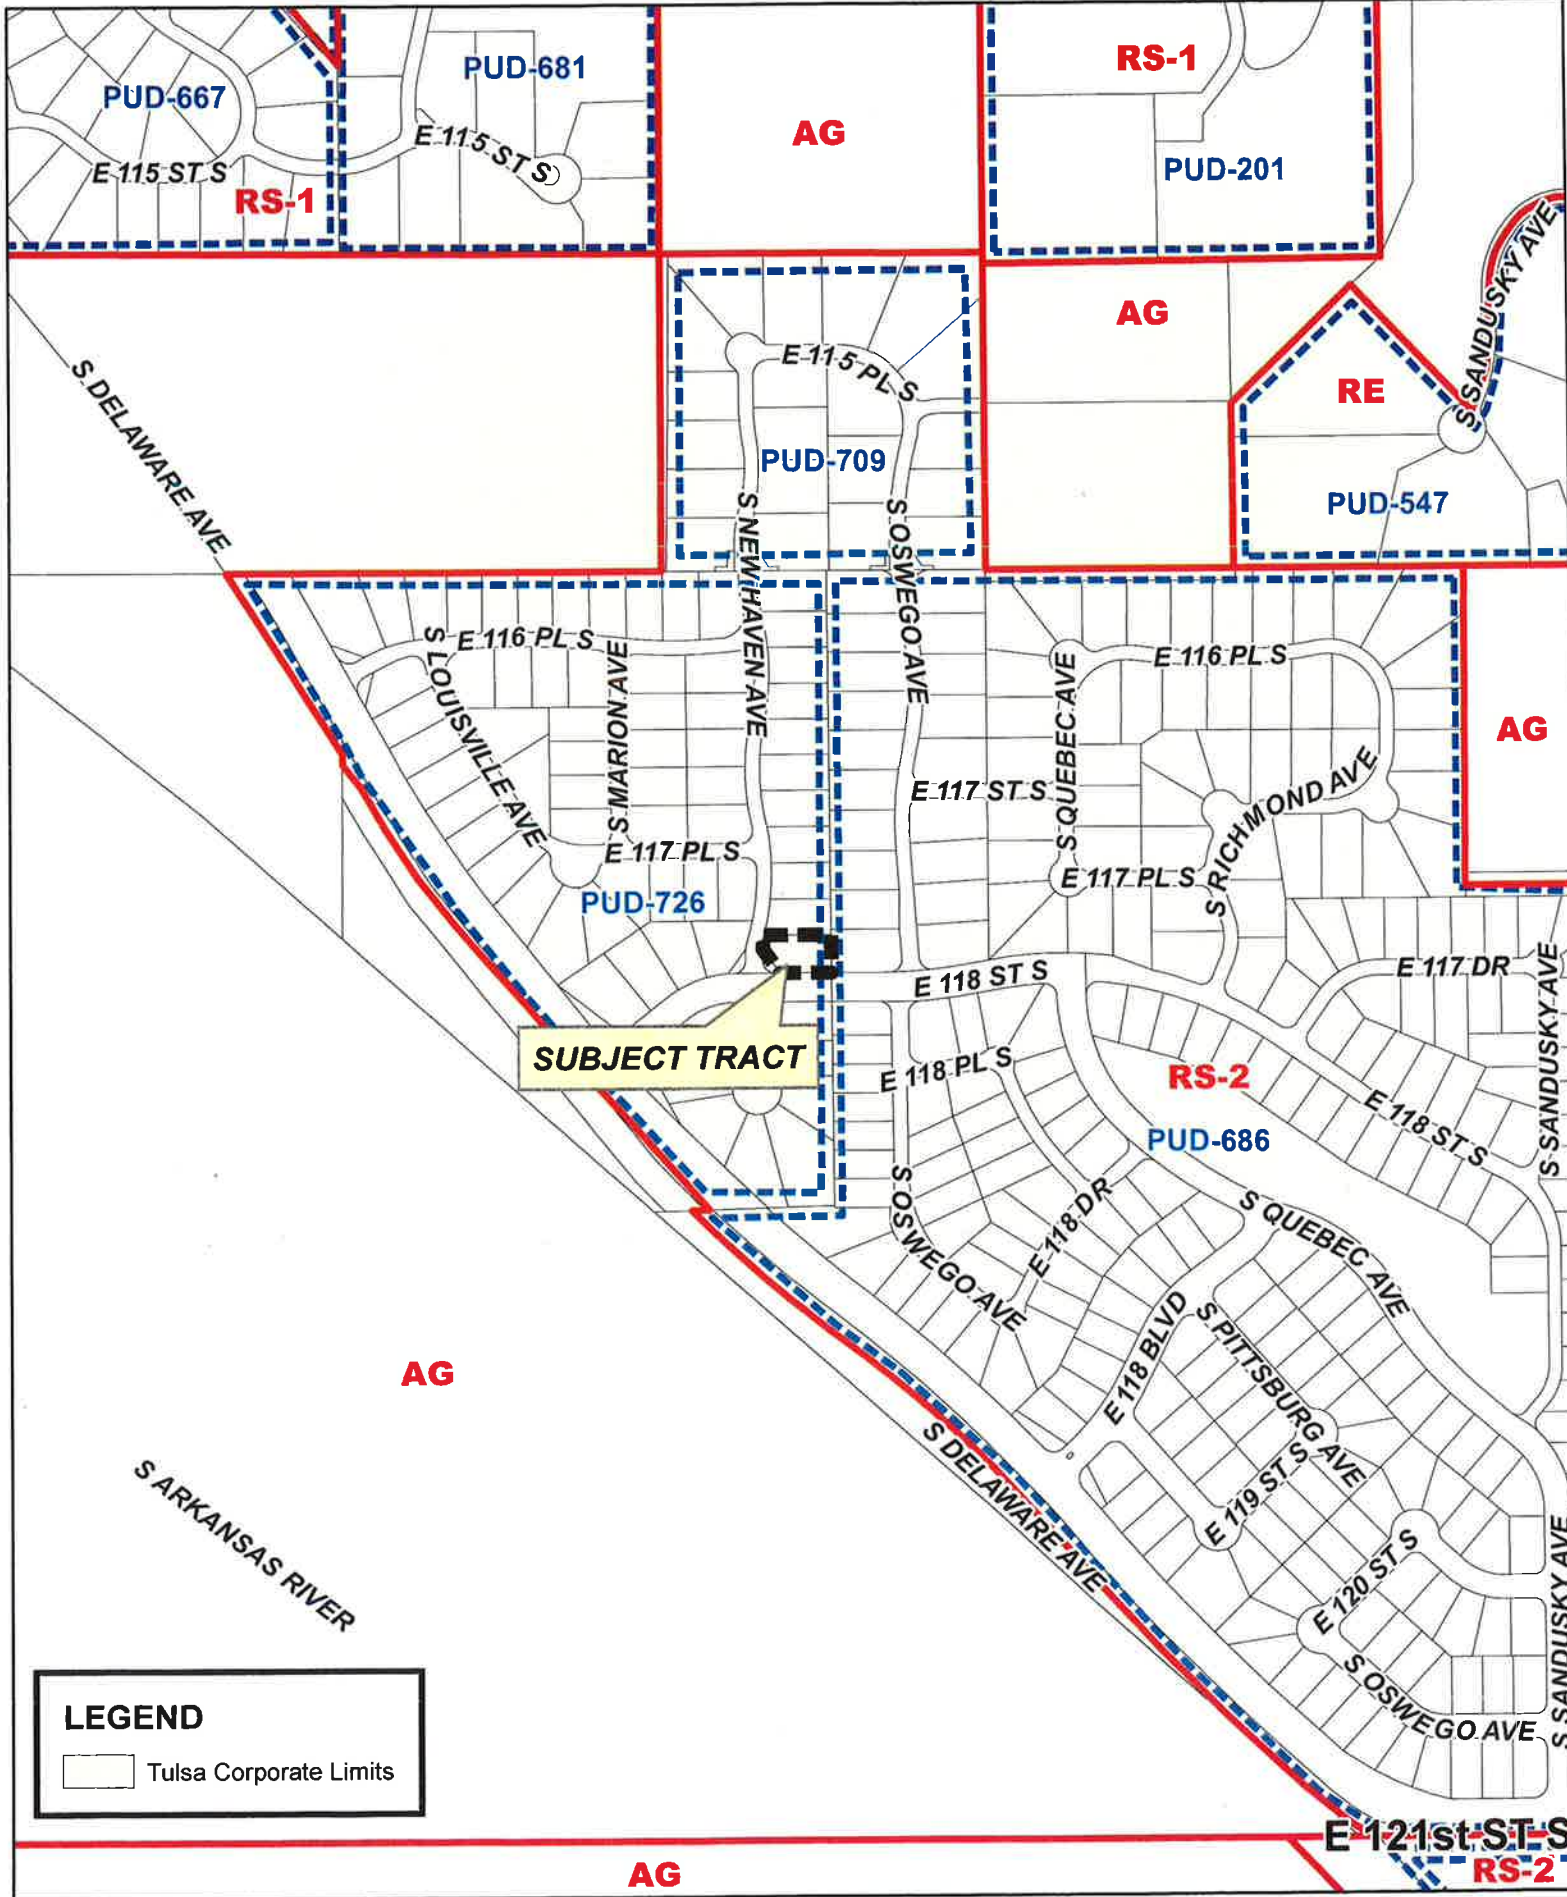 RS-1
PUD-681
PUD-667
AG
E 115 ST S
E 115 ST S
PUD-201
RS-1
S SANDUSKY AVE
AG
E 115 PL S
S DELAWARE AVE
RE
PUD-709
PUD-547
S NEW HAVEN AVE
S OSWEGO AVE
E 116 PL S
S LOUISVILLE AVE
S MARION AVE
S QUEBEC AVE
E 116 PL S
AG
E 117 ST S
S RICHMOND AVE
E 117 PL S
E 117 PL S
PUD-726
E 118 ST S
E 117 DR
S SANDUSKY AVE
SUBJECT TRACT
E 118 PL S
RS-2
E 118 ST S
PUD-686
S OSWEGO AVE
E 118 DR
S QUEBEC AVE
E 118 BLVD
S PITTSBURG AVE
AG
S DELAWARE AVE
E 119 ST S
S ARKANSAS RIVER
E 120 ST S
S SANDUSKY AVE
S OSWEGO AVE
LEGEND
Tulsa Corporate Limits
E 121st ST S
AG
RS-2